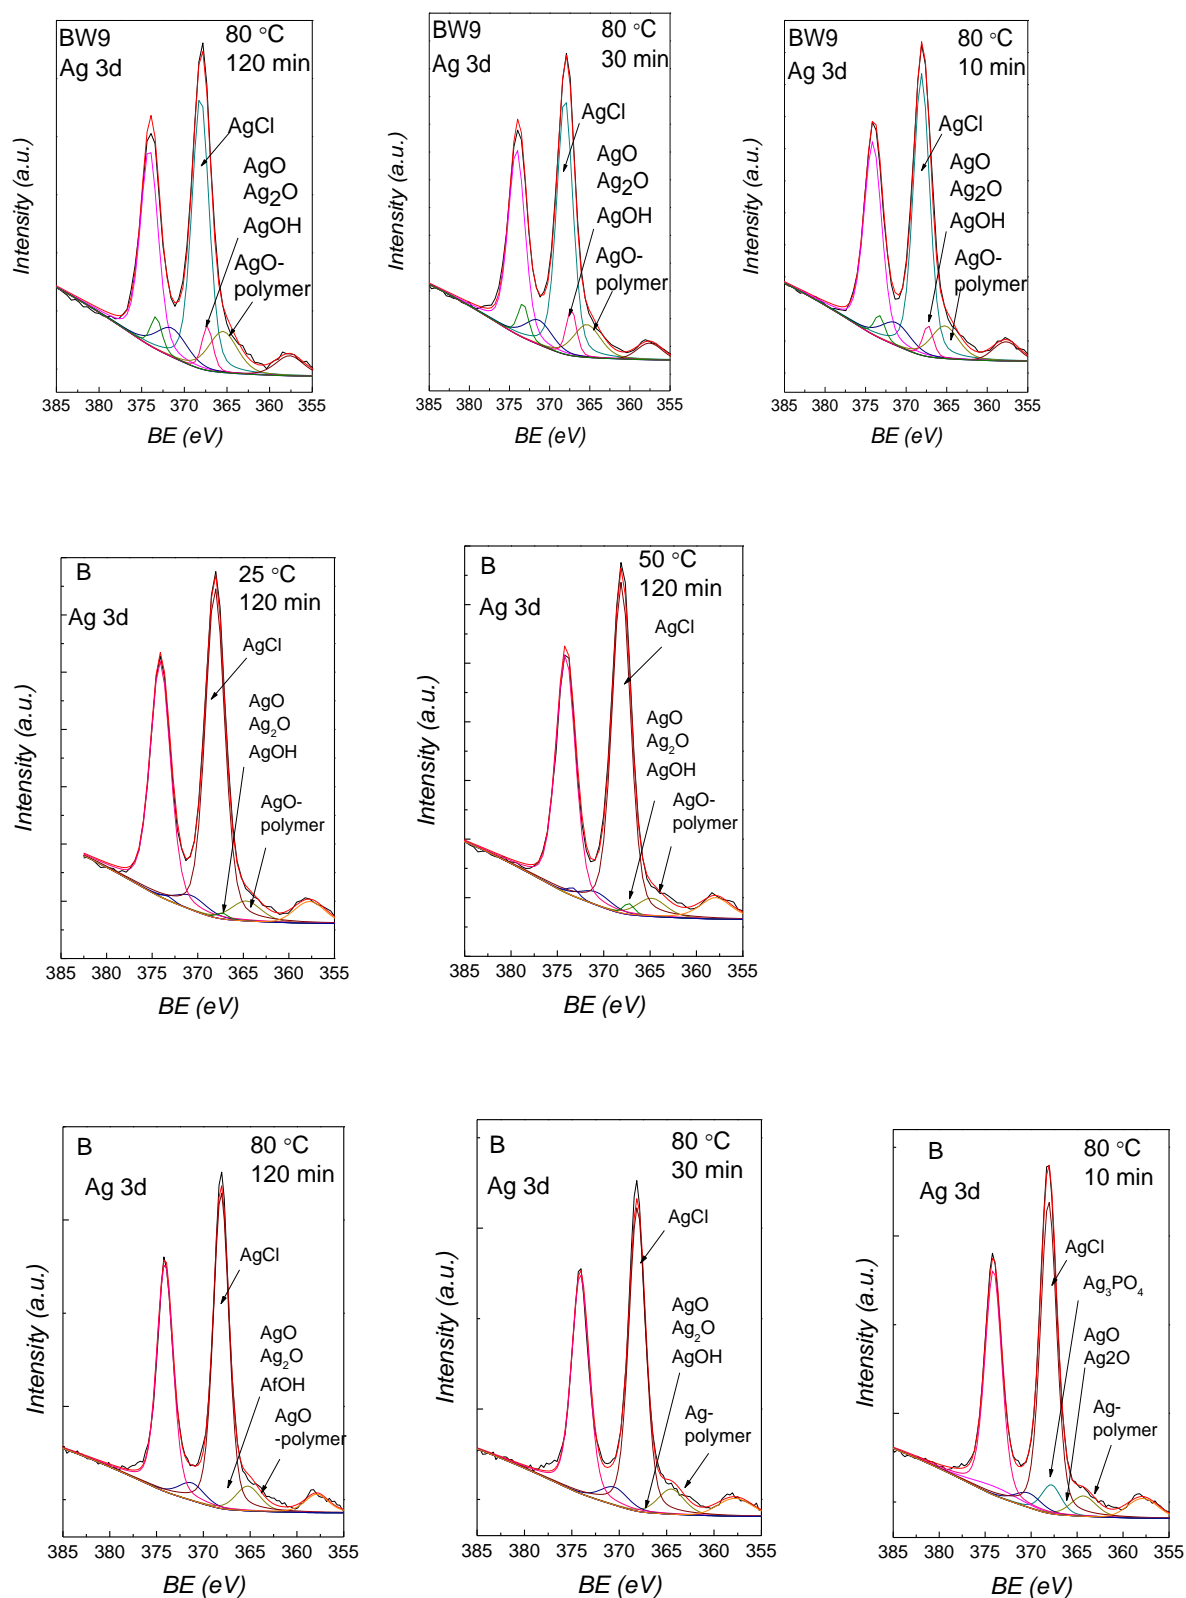 BW9
Ag 3d
80 °C
120 min
AgCl
AgO
Ag2O
AgOH
AgO-
polymer
Intensity (a.u.)
385 380 375 370 365 360 355
BE (eV)
BW9
Ag 3d
80 °C
30 min
AgCl
AgO
Ag2O
AgOH
AgO-
polymer
Intensity (a.u.)
385 380 375 370 365 360 355
BE (eV)
BW9
Ag 3d
80 °C
10 min
AgCl
AgO
Ag2O
AgOH
AgO-
polymer
Intensity (a.u.)
385 380 375 370 365 360 355
BE (eV)
B
Ag 3d
25 °C
120 min
AgCl
AgO
Ag2O
AgOH
AgO-
polymer
Intensity (a.u.)
385 380 375 370 365 360 355
BE (eV)
B
Ag 3d
50 °C
120 min
AgCl
AgO
Ag2O
AgOH
AgO-
polymer
Intensity (a.u.)
385 380 375 370 365 360 355
BE (eV)
B
Ag 3d
80 °C
120 min
AgCl
AgO
Ag2O
AfOH
AgO
-polymer
Intensity (a.u.)
385 380 375 370 365 360 355
BE (eV)
B
Ag 3d
80 °C
30 min
AgCl
AgO
Ag2O
AgOH
Ag-
polymer
Intensity (a.u.)
385 380 375 370 365 360 355
BE (eV)
B
Ag 3d
80 °C
10 min
AgCl
Ag3PO4
AgO
Ag2O
Ag-
polymer
Intensity (a.u.)
385 380 375 370 365 360 355
BE (eV)